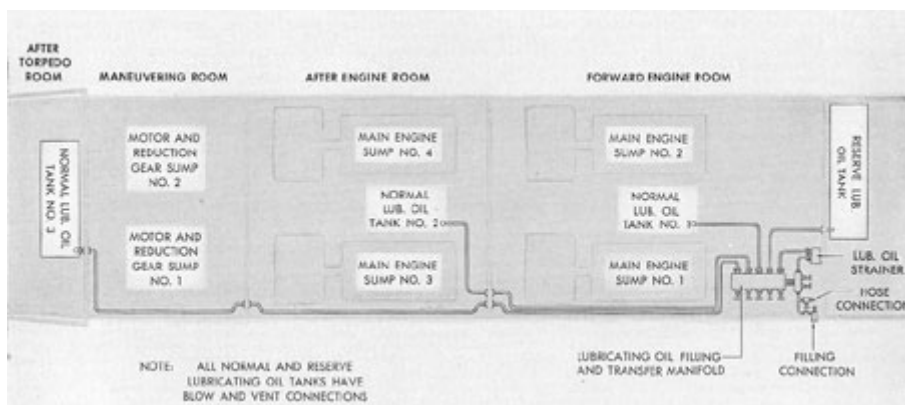 AFTER
TORPEDO
ROOM
MANEUVERING ROOM
AFTER ENGINE ROOM
FORWARD ENGINE ROOM
NORMAL LUB. OIL
TANK NO. 3
MOTOR AND
REDUCTION
GEAR SUMP
NO. 2
MOTOR AND
REDUCTION
GEAR SUMP
NO. 1
MAIN ENGINE
SUMP NO. 4
NORMAL
LUB. OIL
TANK NO. 2
MAIN ENGINE
SUMP NO. 3
MAIN ENGINE
SUMP NO. 2
NORMAL
LUB. OIL
TANK NO. 1
MAIN ENGINE
SUMP NO. 1
RESERVE LUB.
OIL TANK
LUB. OIL
STRAINER
HOSE
CONNECTION
LUBRICATING OIL FILLING
AND TRANSFER MANIFOLD
FILLING
CONNECTION
NOTE: ALL NORMAL AND RESERVE
LUBRICATING OIL TANKS HAVE
BLOW AND VENT CONNECTIONS